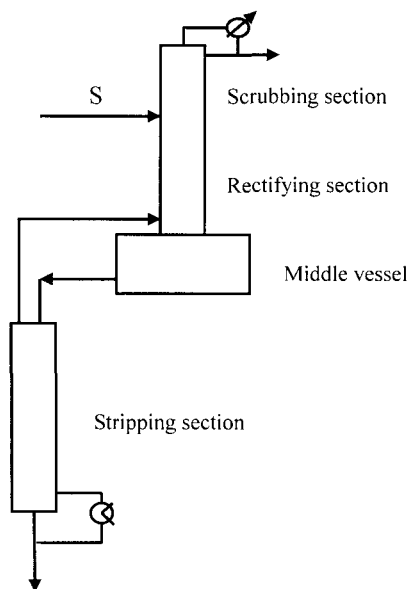 S
Scrubbing section
Rectifying section
Middle vessel
Stripping section